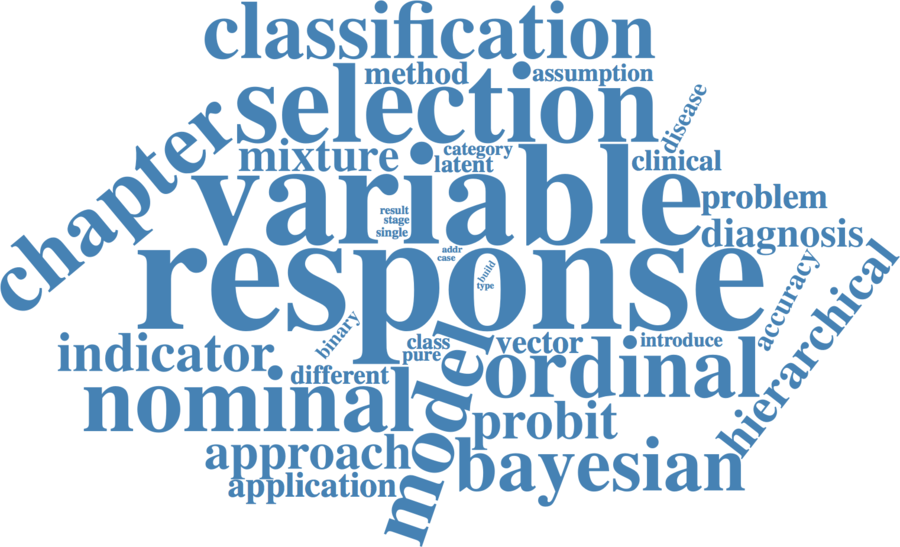 classification
method
assumption
selection
disease
chapter
mixture
category
latent
clinical
variable
problem
result
stage
single
diagnosis
response
addr
case
build
type
accuracy
hierarchical
binary
class
pure
model
vector
introduce
indicator
different
ordinal
nominal
probit
approach
bayesian
application